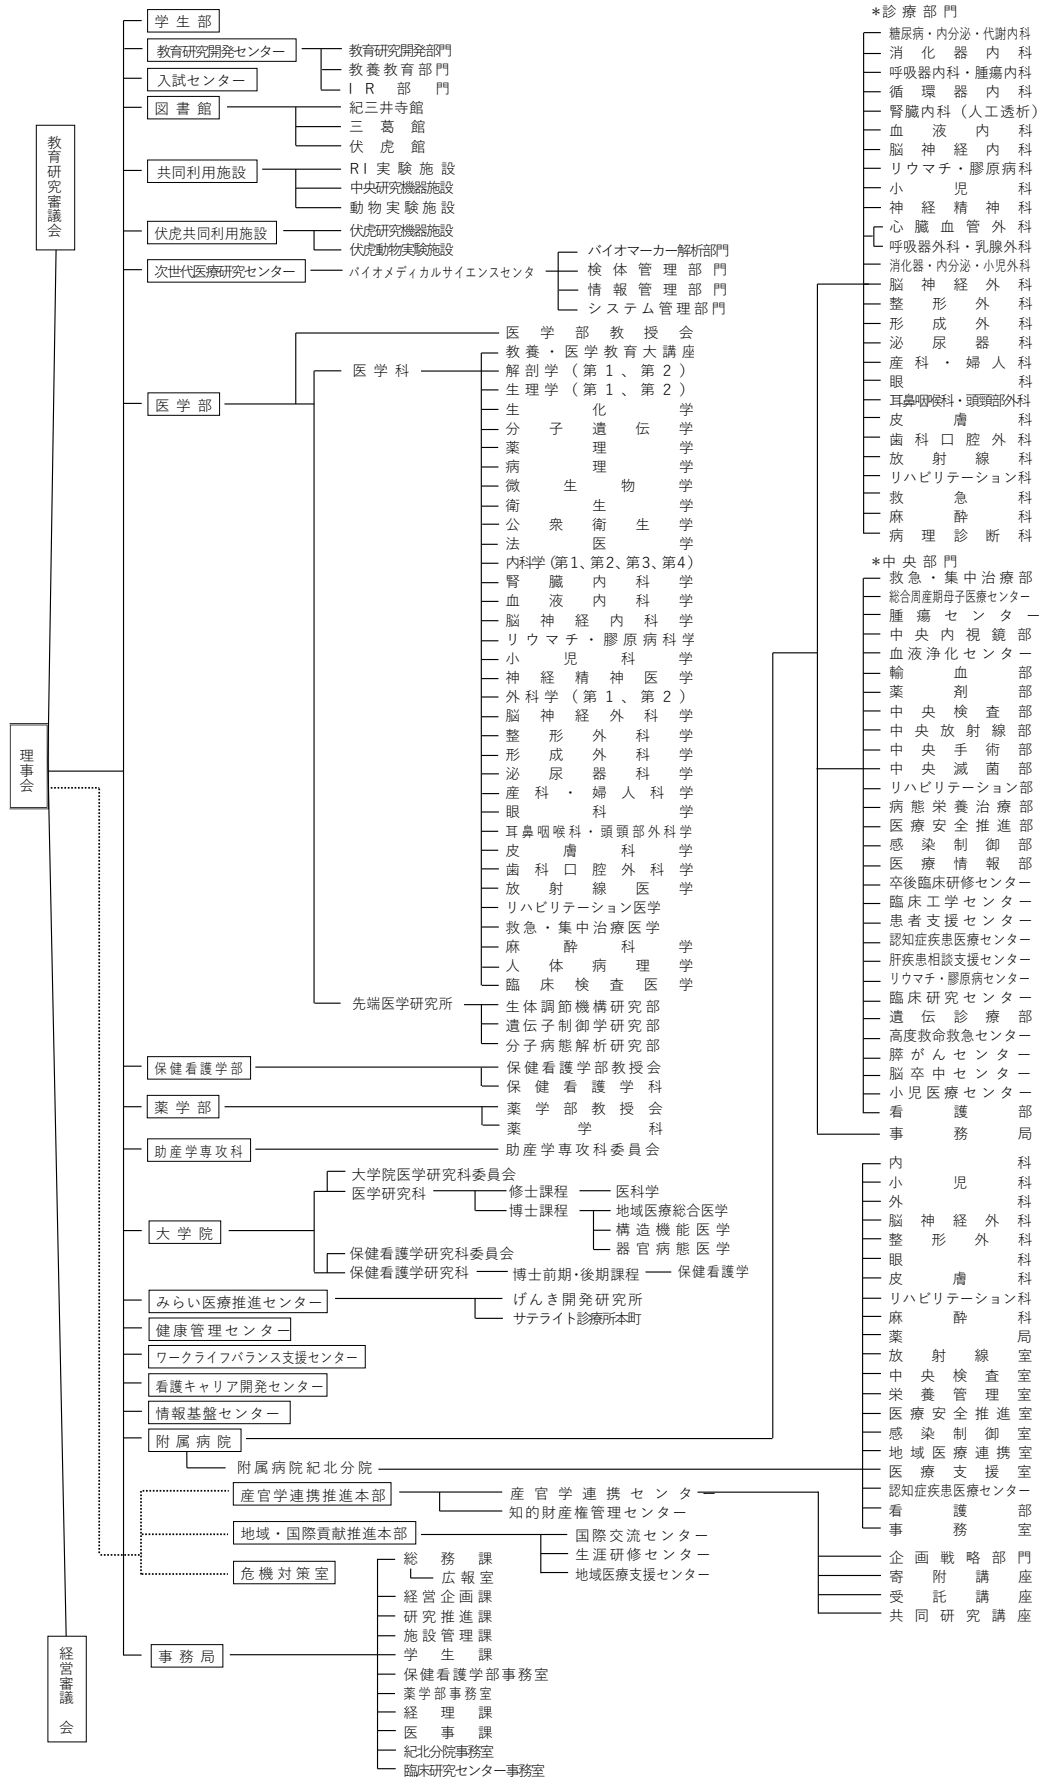 教育研究審議会
理事会
経営審議会
学生部
教育研究開発センター
教育研究開発部門
教養教育部門
IR部門
入試センター
図書館
紀三井寺館
三葛館
伏虎館
共同利用施設
RI実験施設
中央研究機器施設
動物実験施設
伏虎共同利用施設
伏虎研究機器施設
伏虎動物実験施設
次世代医療研究センター
バイオメディカルサイエンスセンタ
バイオマーカー解析部門
検体管理部門
情報管理部門
システム管理部門
医学部
医学部教授会
医学科
教養・医学教育大講座
解剖学(第1、第2)
生理学(第1、第2)
生化学
分子遺伝学
薬理学
病理学
微生物学
衛生学
公衆衛生学
法医学
内科学(第1、第2、第3、第4)
腎臓内科学
血液内科学
脳神経内科学
リウマチ・膠原病科学
小児科学
神経精神医学
外科学(第1、第2)
脳神経外科学
整形外科学
形成外科学
泌尿器科学
産科・婦人科学
眼科学
耳鼻咽喉科・頭頸部外科学
皮膚科学
歯科口腔外科学
放射線医学
リハビリテーション医学
救急・集中治療医学
麻酔科学
人体病理学
臨床検査医学
先端医学研究所
生体調節機構研究部
遺伝子制御学研究部
分子病態解析研究部
保健看護学部
保健看護学部教授会
保健看護学科
薬学部
薬学部教授会
薬学科
助産学専攻科
助産学専攻科委員会
大学院
大学院医学研究科委員会
医学研究科
修士課程
医科学
博士課程
地域医療総合医学
構造機能医学
器官病態医学
保健看護学研究科委員会
保健看護学研究科
博士前期・後期課程
保健看護学
みらい医療推進センター
げんき開発研究所
サテライト診療所本町
健康管理センター
ワークライフバランス支援センター
看護キャリア開発センター
情報基盤センター
附属病院
附属病院紀北分院
産官学連携推進本部
産官学連携センター
知的財産権管理センター
地域・国際貢献推進本部
国際交流センター
生涯研修センター
地域医療支援センター
危機対策室
事務局
総務課
広報室
経営企画課
研究推進課
施設管理課
学生課
保健看護学部事務室
薬学部事務室
経理課
医事課
紀北分院事務室
臨床研究センター事務室
*診療部門
糖尿病・内分泌・代謝内科
消化器内科
呼吸器内科・腫瘍内科
循環器内科
腎臓内科(人工透析)
血液内科
脳神経内科
リウマチ・膠原病科
小児科
神経精神科
心臓血管外科
呼吸器外科・乳腺外科
消化器・内分泌・小児外科
脳神経外科
整形外科
形成外科
泌尿器科
産科・婦人科
眼科
耳鼻咽喉科・頭頸部外科
皮膚科
歯科口腔外科
放射線科
リハビリテーション科
救急科
麻酔科
病理診断科
*中央部門
救急・集中治療部
総合周産期母子医療センター
腫瘍センター
中央内視鏡部
血液浄化センター
輸血部
薬剤部
中央検査部
中央放射線部
中央手術部
中央滅菌部
リハビリテーション部
病態栄養治療部
医療安全推進部
感染制御部
医療情報部
卒後臨床研修センター
臨床工学センター
患者支援センター
認知症疾患医療センター
肝疾患相談支援センター
リウマチ・膠原病センター
臨床研究センター
遺伝診療部
高度救命救急センター
膵がんセンター
脳卒中センター
小児医療センター
看護部
事務局
内科
小児科
外科
脳神経外科
整形外科
眼科
皮膚科
リハビリテーション科
麻酔科
薬局
放射線室
中央検査室
栄養管理室
医療安全推進室
感染制御室
地域医療連携室
医療支援室
認知症疾患医療センター
看護部
事務室
企画戦略部門
寄附講座
受託講座
共同研究講座